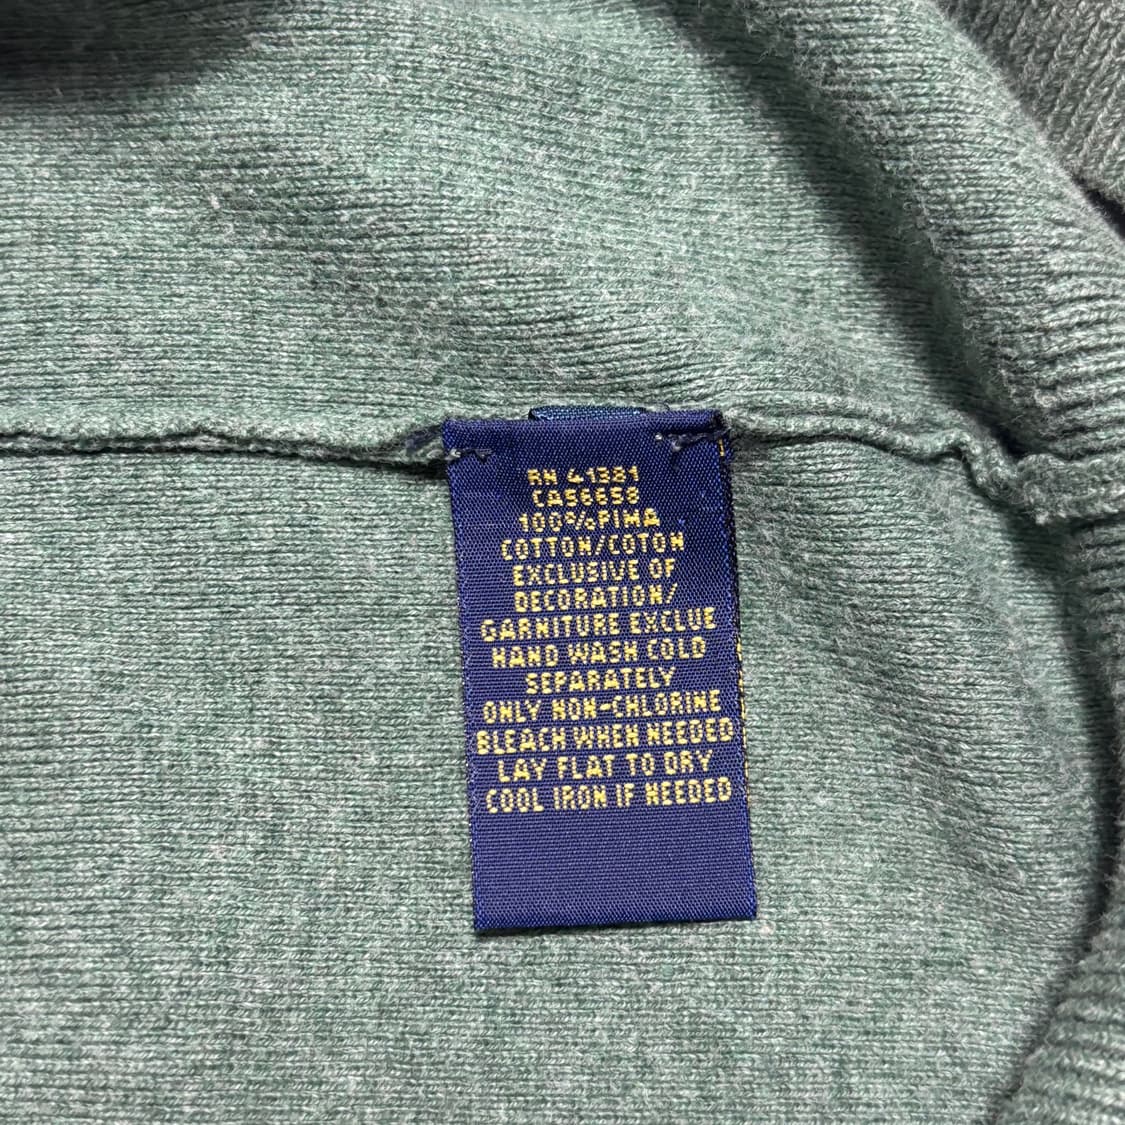 RN 41381
CA56658
100%PIMA
COTTON/COTON
EXCLUSIVE OF
DECORATION/
GARNITURE EXCLUE
HAND WASH COLD
SEPARATELY
ONLY NON-CHLORINE
BLEACH WHEN NEEDED
LAY FLAT TO DRY
COOL IRON IF NEEDED